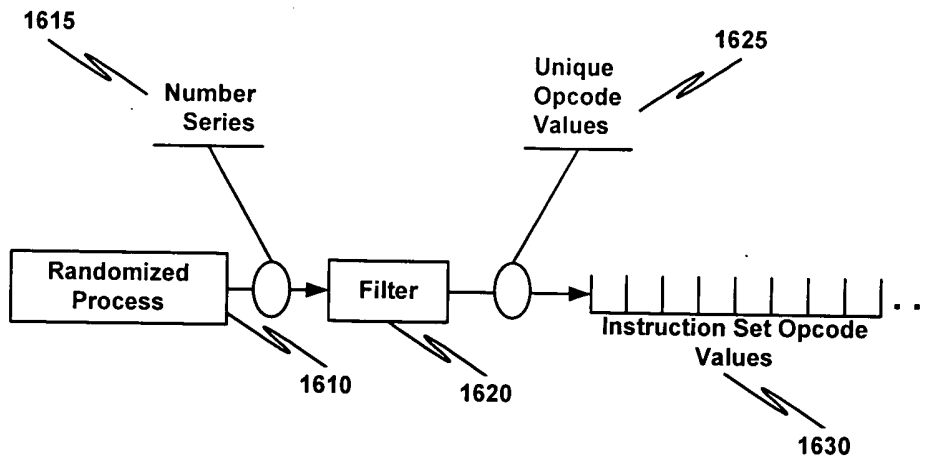 1615
1625
Number
Series
Unique
Opcode
Values
Randomized
Process
Filter
Instruction Set Opcode
Values
1610
1620
1630